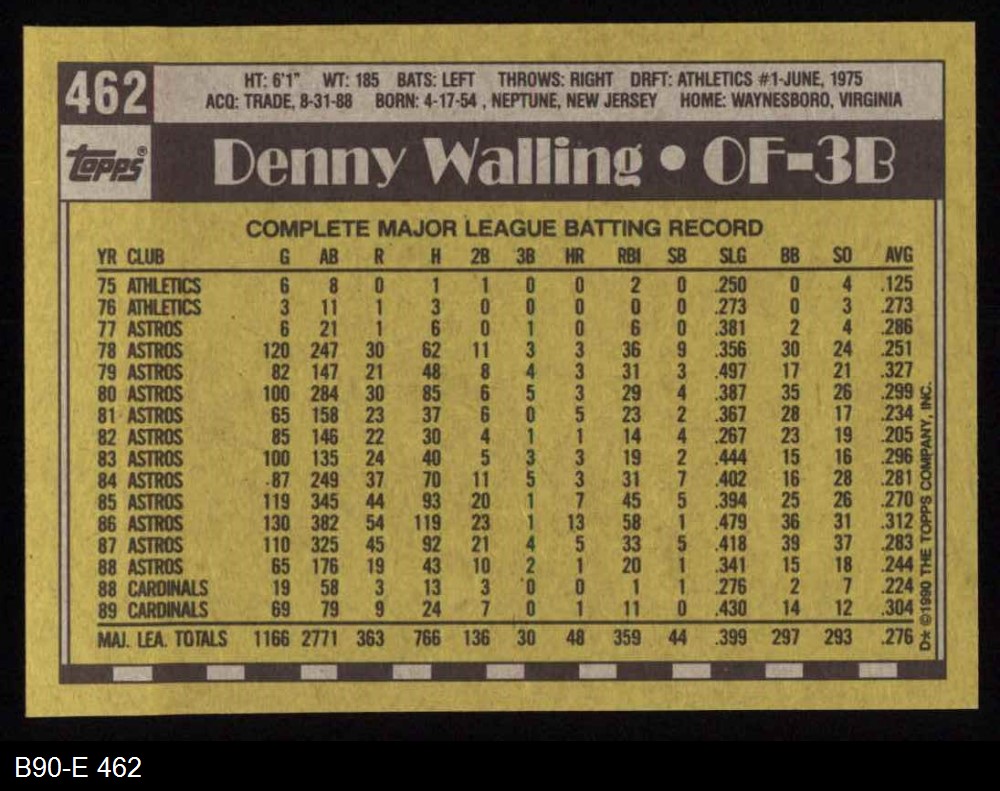 462
HT: 6'1" WT: 185 BATS: LEFT THROWS: RIGHT DRFT: ATHLETICS #1-JUNE, 1975
ACQ: TRADE, 8-31-88 BORN: 4-17-54 , NEPTUNE, NEW JERSEY HOME: WAYNESBORO, VIRGINIA
topps®
Denny Walling • OF-3B
COMPLETE MAJOR LEAGUE BATTING RECORD
YR CLUB G AB R H 2B 3B HR RBI SB SLG BB SO AVG
75 ATHLETICS 6 8 0 1 1 0 0 2 0 .250 0 4 .125
76 ATHLETICS 3 11 1 3 0 0 0 0 0 .273 0 3 .273
77 ASTROS 6 21 1 6 0 1 0 6 0 .381 2 4 .286
78 ASTROS 120 247 30 62 11 3 3 36 9 .356 30 24 .251
79 ASTROS 82 147 21 48 8 4 3 31 3 .497 17 21 .327
80 ASTROS 100 284 30 85 6 5 3 29 4 .387 35 26 .299
81 ASTROS 65 158 23 37 6 0 5 23 2 .367 28 17 .234
82 ASTROS 85 146 22 30 4 1 1 14 4 .267 23 19 .205
83 ASTROS 100 135 24 40 5 3 3 19 2 .444 15 16 .296
84 ASTROS 87 249 37 70 11 5 3 31 7 .402 16 28 .281
85 ASTROS 119 345 44 93 20 1 7 45 5 .394 25 26 .270
86 ASTROS 130 382 54 119 23 1 13 58 1 .479 36 31 .312
87 ASTROS 110 325 45 92 21 4 5 33 5 .418 39 37 .283
88 ASTROS 65 176 19 43 10 2 1 20 1 .341 15 18 .244
88 CARDINALS 19 58 3 13 3 0 0 1 1 .276 2 7 .224
89 CARDINALS 69 79 9 24 7 0 1 11 0 .430 14 12 .304
MAJ. LEA. TOTALS 1166 2771 363 766 136 30 48 359 44 .399 297 293 .276
D* ©1990 THE TOPPS COMPANY, INC.
B90-E 462